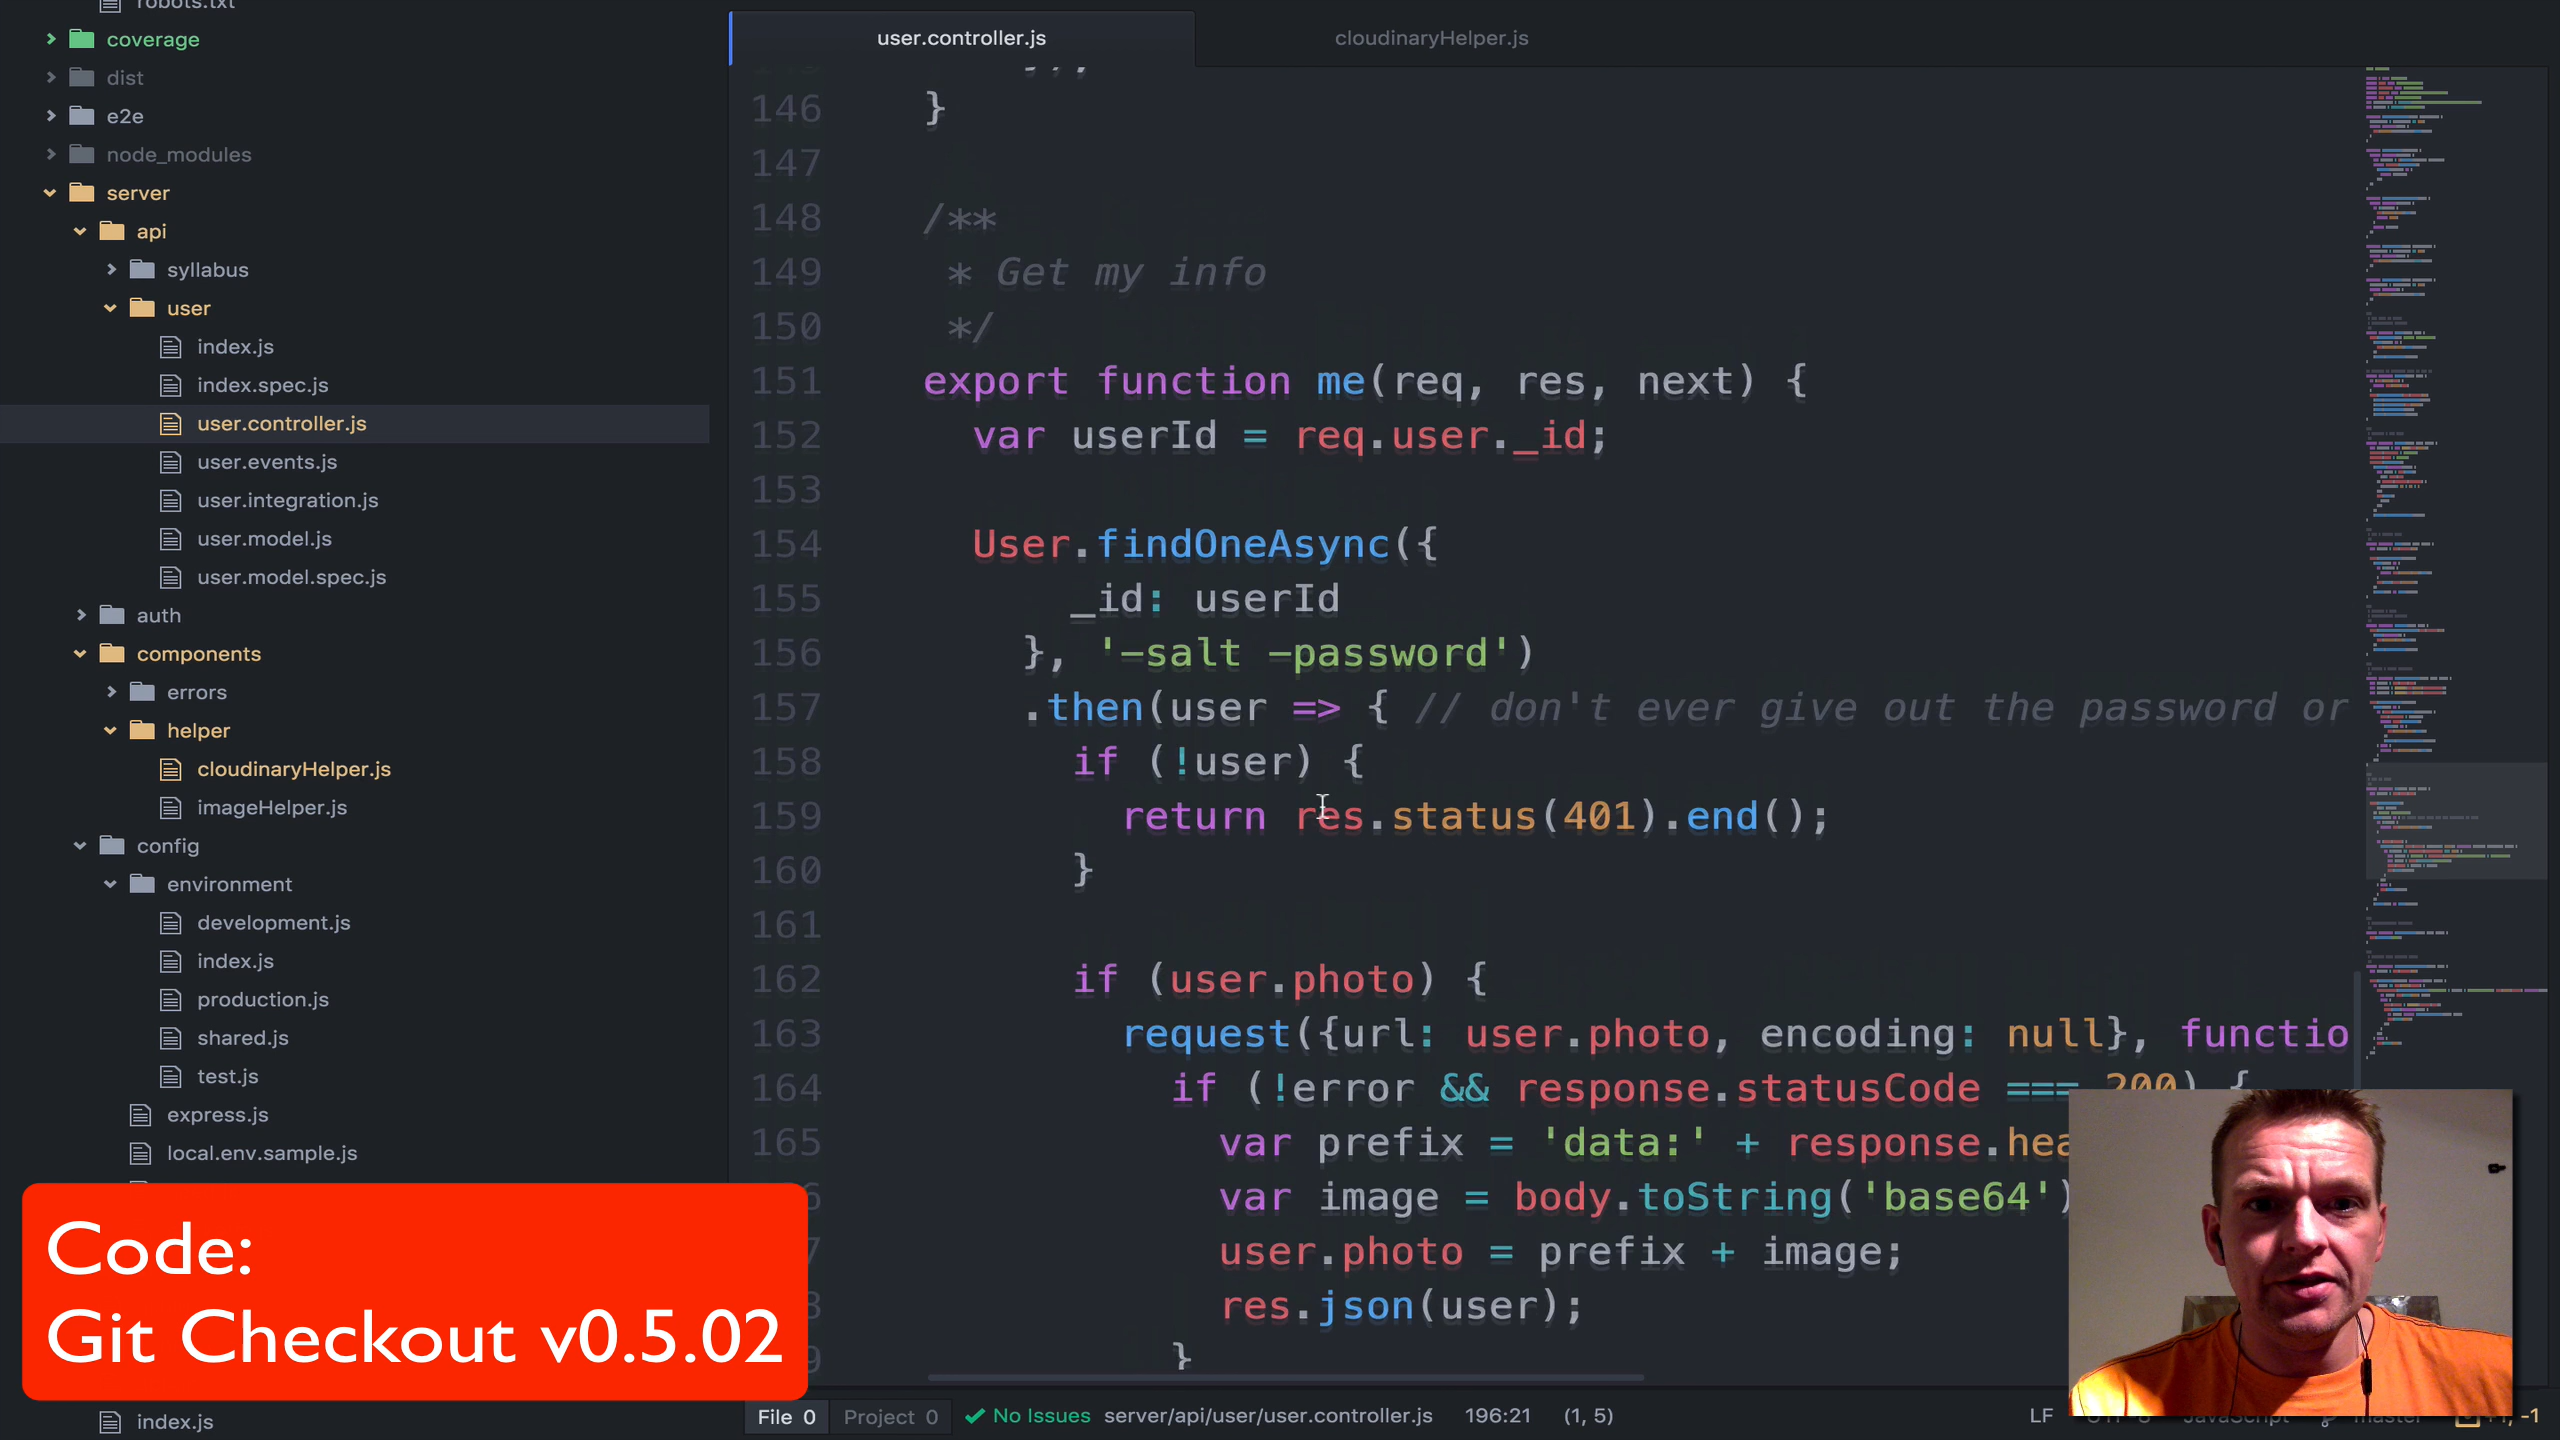 robots.txt
coverage
dist
e2e
node_modules
server
api
syllabus
user
index.js
index.spec.js
user.controller.js
user.events.js
user.integration.js
user.model.js
user.model.spec.js
auth
components
errors
helper
cloudinaryHelper.js
imageHelper.js
config
environment
development.js
index.js
production.js
shared.js
test.js
express.js
local.env.sample.js
index.js
Code:
Git Checkout v0.5.02
user.controller.js
cloudinaryHelper.js
146 }
147
148 /**
149 * Get my info
150 */
151 export function me(req, res, next) {
152 var userId = req.user._id;
153
154 User.findOneAsync({
155 _id: userId
156 }, '-salt -password')
157 .then(user => { // don't ever give out the password or
158 if (!user) {
159 return res.status(401).end();
160 }
161
162 if (user.photo) {
163 request({url: user.photo, encoding: null}, functio
164 if (!error && response.statusCode === 200) {
165 var prefix = 'data:' + response.hea
var image = body.toString('base64')
user.photo = prefix + image;
res.json(user);
}
File 0 Project 0 No Issues server/api/user/user.controller.js 196:21 (1, 5) LF